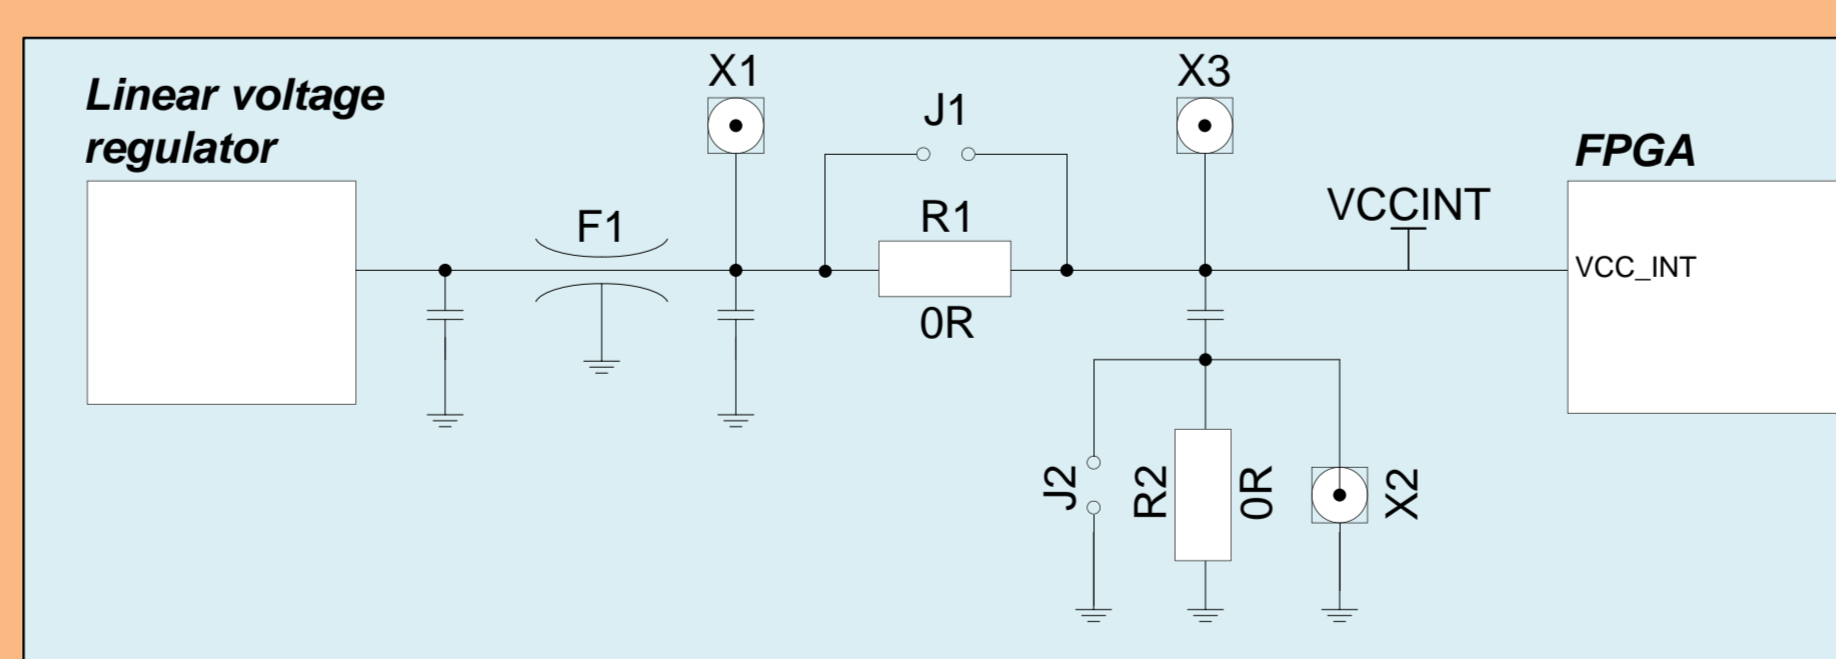 Linear voltage
regulator
F1
X1
J1
R1
0R
X3
VCCINT
FPGA
VCC_INT
J2
R2
0R
X2